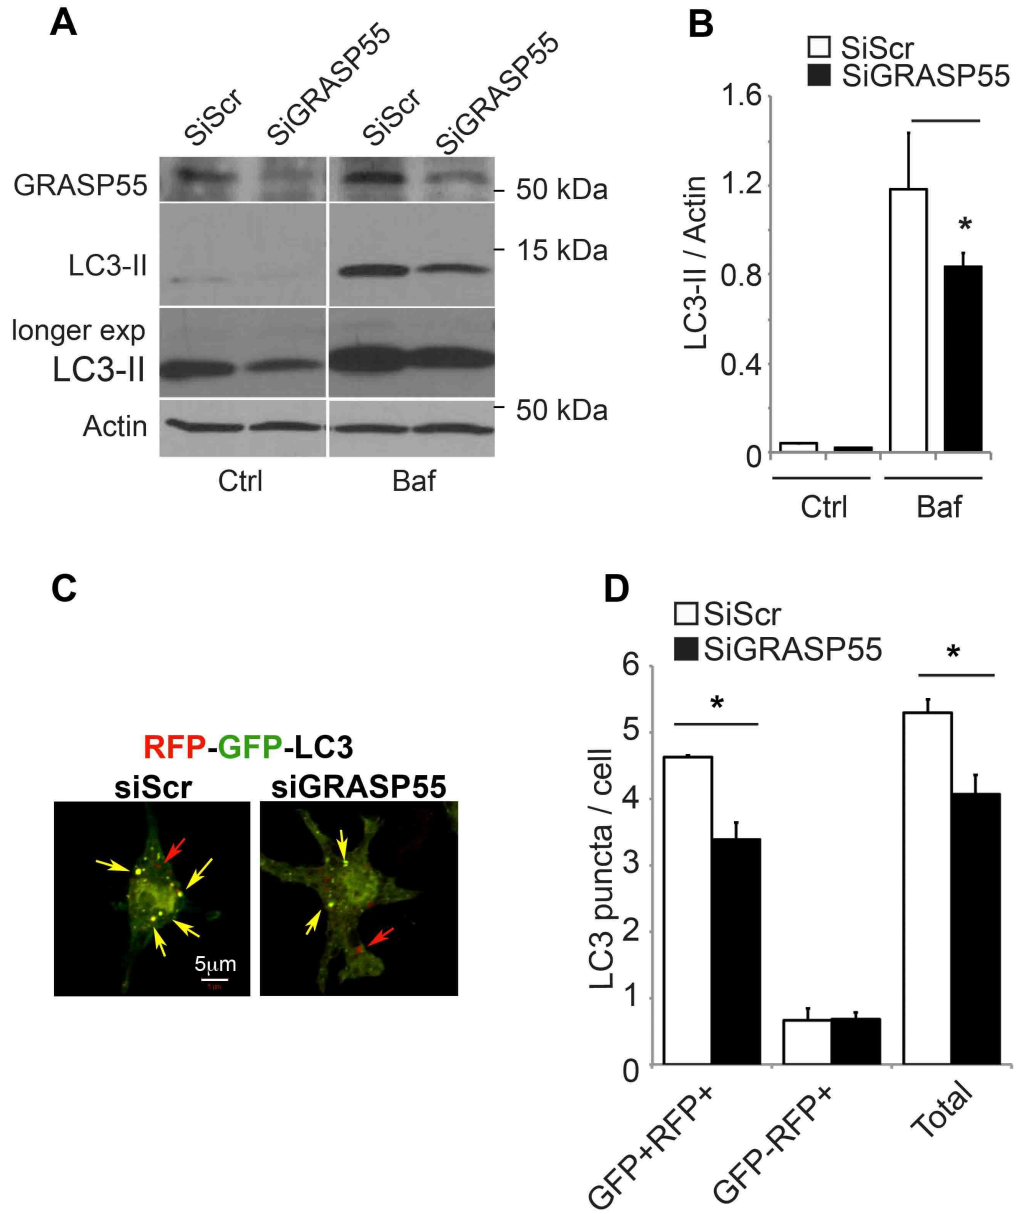 A
SiScr
SiGRASP55
SiScr
SiGRASP55
GRASP55
50 kDa
LC3-II
15 kDa
longer exp
LC3-II
50 kDa
Actin
Ctrl
Baf
B
SiScr
SiGRASP55
LC3-II / Actin
1.6
1.2
0.8
0.4
0
*
Ctrl
Baf
C
RFP-GFP-LC3
siScr
siGRASP55
5μm
D
SiScr
SiGRASP55
LC3 puncta / cell
6
5
4
3
2
1
0
*
*
GFP+RFP+
GFP-RFP+
Total